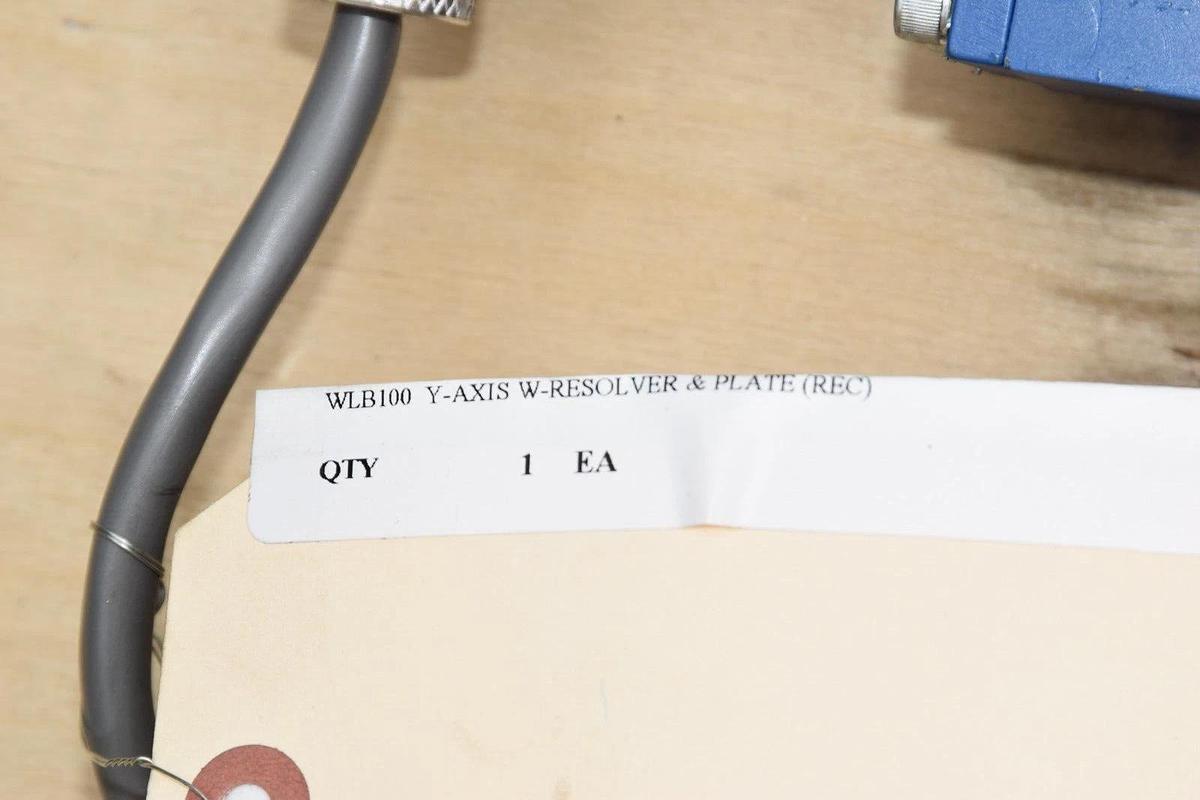 WLB100 Y-AXIS W-RESOLVER & PLATE (REC)
QTY 1 EA